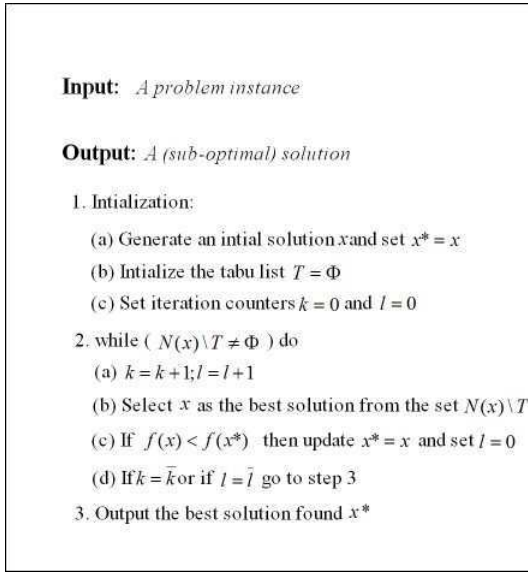 Input: A problem instance
Output: A (sub-optimal) solution
1. Intialization:
(a) Generate an intial solution x and set x* = x
(b) Intialize the tabu list T = Φ
(c) Set iteration counters k = 0 and l = 0
2. while ( N(x) \ T ≠ Φ ) do
(a) k = k + 1; l = l + 1
(b) Select x as the best solution from the set N(x) \ T
(c) If f(x) < f(x*) then update x* = x and set l = 0
(d) If k = k̅ or if l = l̅ go to step 3
3. Output the best solution found x*